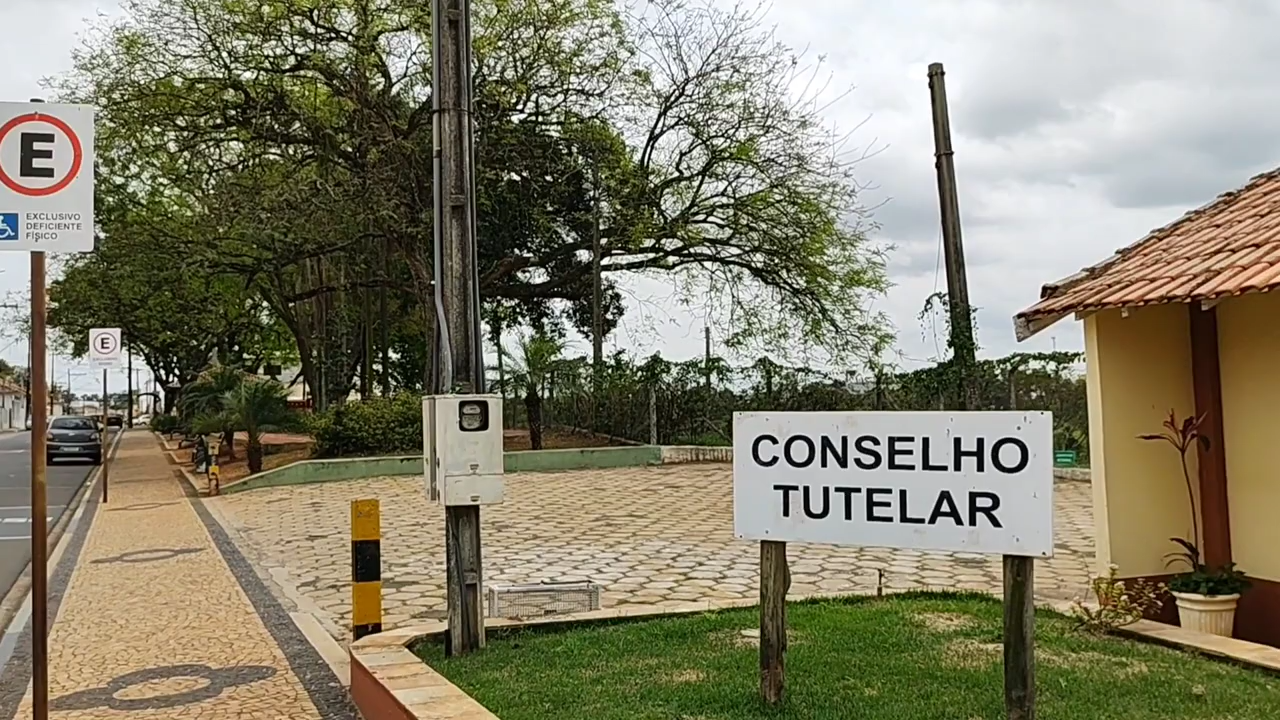 E
EXCLUSIVO
DEFICIENTE
FÍSICO
E
CONSELHO
TUTELAR